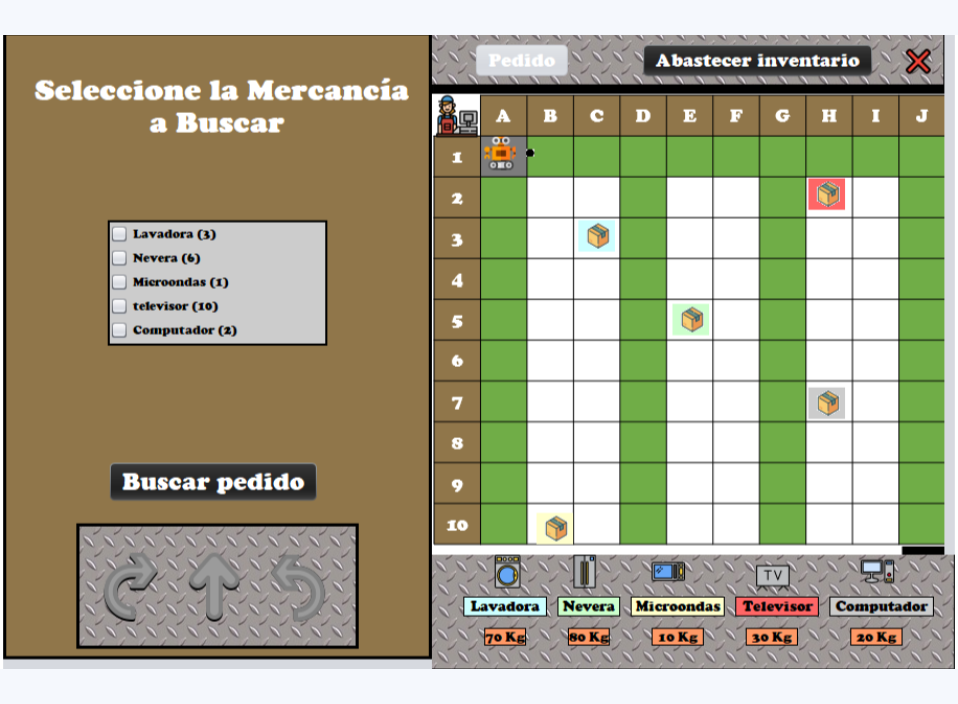 Seleccione la Mercancía
a Buscar
Lavadora (3)
Nevera (6)
Microondas (1)
televisor (10)
Computador (2)
Buscar pedido
Pedido
Abastecer inventario
A B C D E F G H I J
1
2
3
4
5
6
7
8
9
10
TV
Lavadora Nevera Microondas Televisor Computador
70 Kg 80 Kg 10 Kg 30 Kg 20 Kg